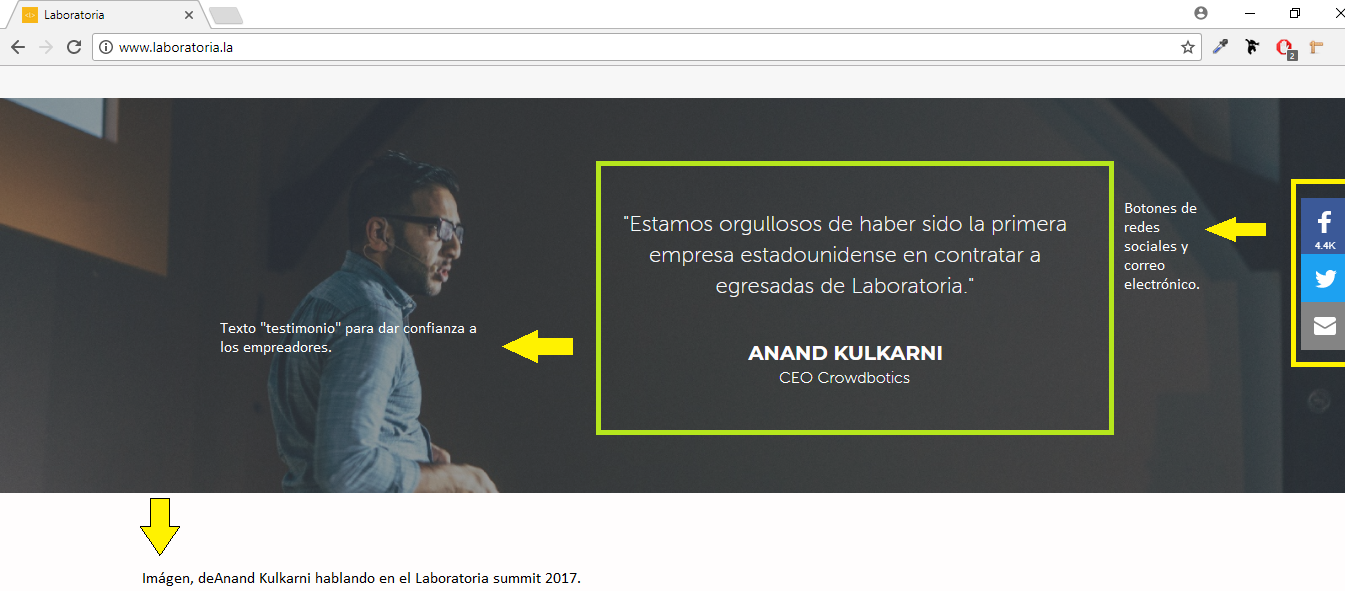 Laboratoria
www.laboratoria.la
2
"Estamos orgullosos de haber sido la primera
empresa estadounidense en contratar a
egresadas de Laboratoria."
ANAND KULKARNI
CEO Crowdbotics
Texto "testimonio" para dar confianza a
los empreadores.
Botones de
redes
sociales y
correo
electrónico.
4.4K
Imágen, deAnand Kulkarni hablando en el Laboratoria summit 2017.